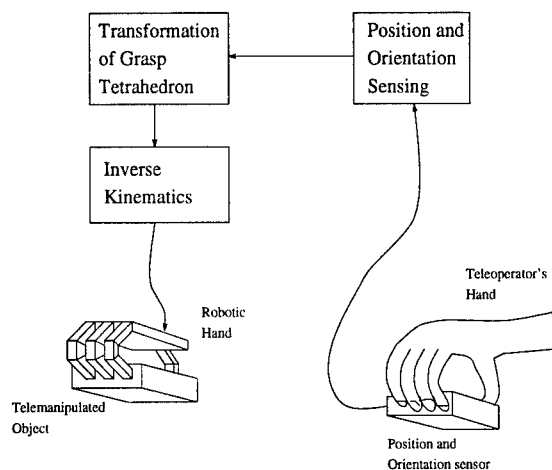 Transformation
of Grasp
Tetrahedron
Position and
Orientation
Sensing
Inverse
Kinematics
Teleoperator's
Hand
Robotic
Hand
Telemanipulated
Object
Position and
Orientation sensor